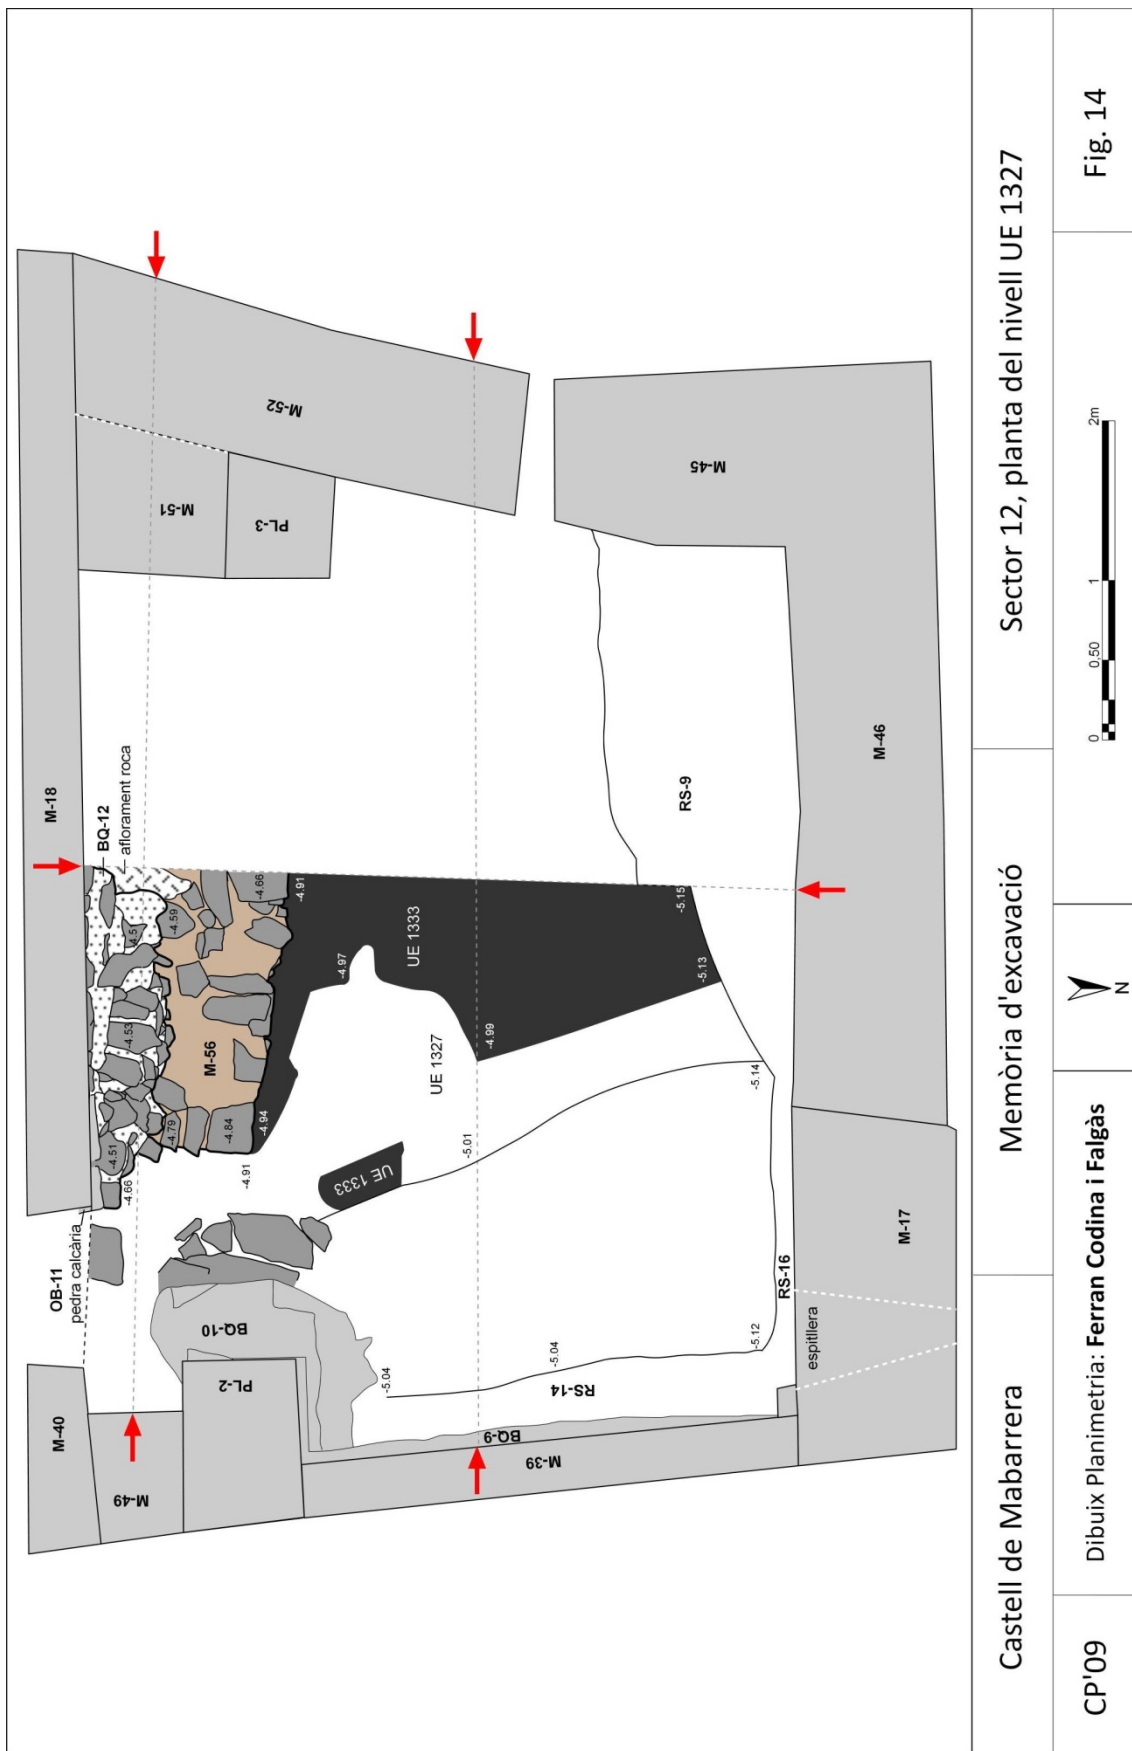 M-18
M-52
M-51
PL-3
M-45
BQ-12
aflorament roca
-4.66
-4.59
-4.51
-4.91
-4.53
M-56
-4.97
UE 1333
-5.15
-5.13
RS-9
M-46
-4.99
UE 1327
-4.79
-4.84
-4.94
-4.91
-4.51
-4.66
-5.01
-5.14
UE 1333
OB-11
pedra calcària
BQ-10
PL-2
-5.04
-5.04
-5.12
RS-14
RS-16
espitllera
M-17
M-40
M-49
BQ-9
M-39
Castell de Mabarrera
Memòria d'excavació
Sector 12, planta del nivell UE 1327
CP'09
Dibuix Planimetria: Ferran Codina i Falgàs
N
0 0.50 1 2m
Fig. 14